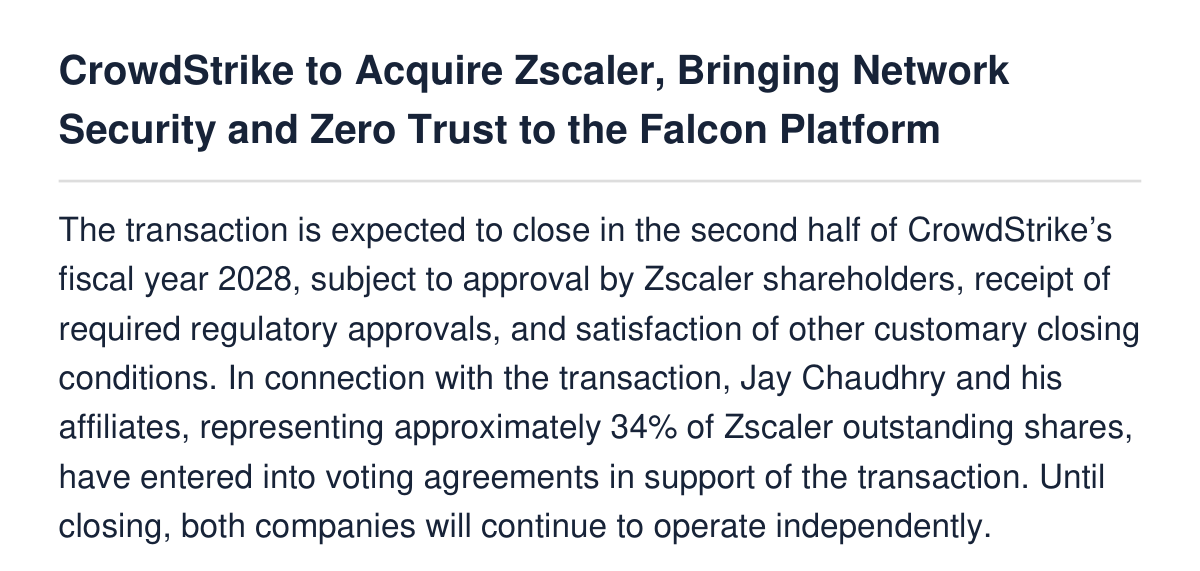 CrowdStrike to Acquire Zscaler, Bringing Network
Security and Zero Trust to the Falcon Platform
The transaction is expected to close in the second half of CrowdStrike’s
fiscal year 2028, subject to approval by Zscaler shareholders, receipt of
required regulatory approvals, and satisfaction of other customary closing
conditions. In connection with the transaction, Jay Chaudhry and his
affiliates, representing approximately 34% of Zscaler outstanding shares,
have entered into voting agreements in support of the transaction. Until
closing, both companies will continue to operate independently.